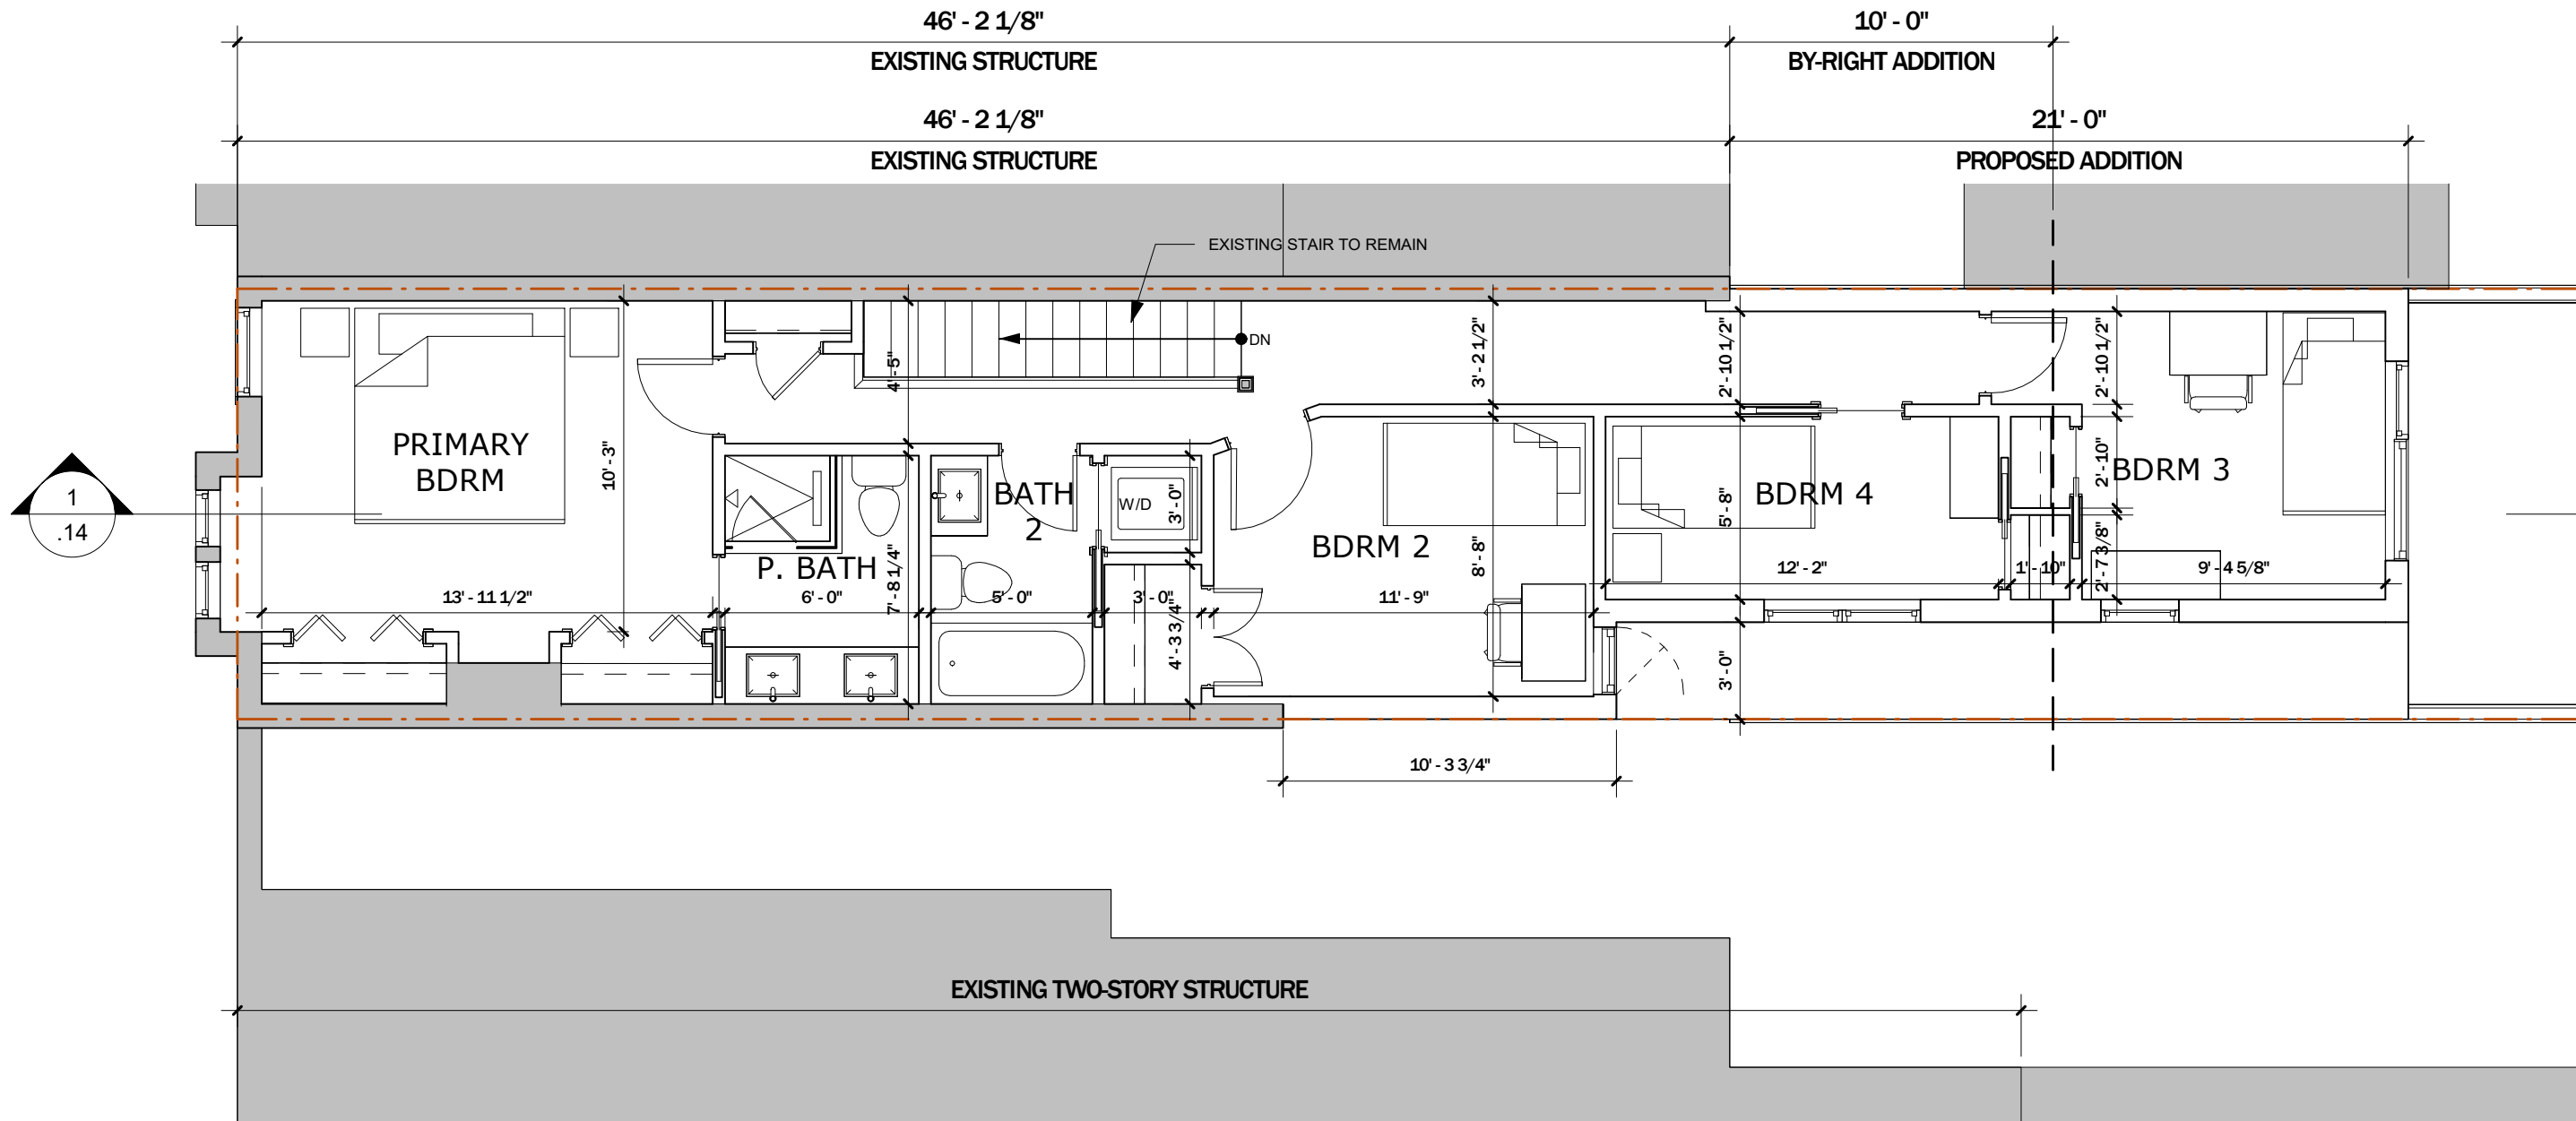 46' - 2 1/8"
10' - 0"
EXISTING STRUCTURE
BY-RIGHT ADDITION
46' - 2 1/8"
21' - 0"
EXISTING STRUCTURE
PROPOSED ADDITION
EXISTING STAIR TO REMAIN
DN
4' - 5"
3' - 2 1/2"
2' - 10 1/2"
2' - 10 1/2"
PRIMARY
BDRM
10' - 3"
1
.14
BATH
2
W/D
3' - 0"
BDRM 2
8' - 8"
BDRM 4
5' - 8"
2' - 10"
BDRM 3
P. BATH
7' - 8 1/4"
2' - 7 3/8"
13' - 11 1/2"
6' - 0"
5' - 0"
3' - 0"
11' - 9"
12' - 2"
1' - 10"
9' - 4 5/8"
4' - 3 3/4"
3' - 0"
10' - 3 3/4"
EXISTING TWO-STORY STRUCTURE